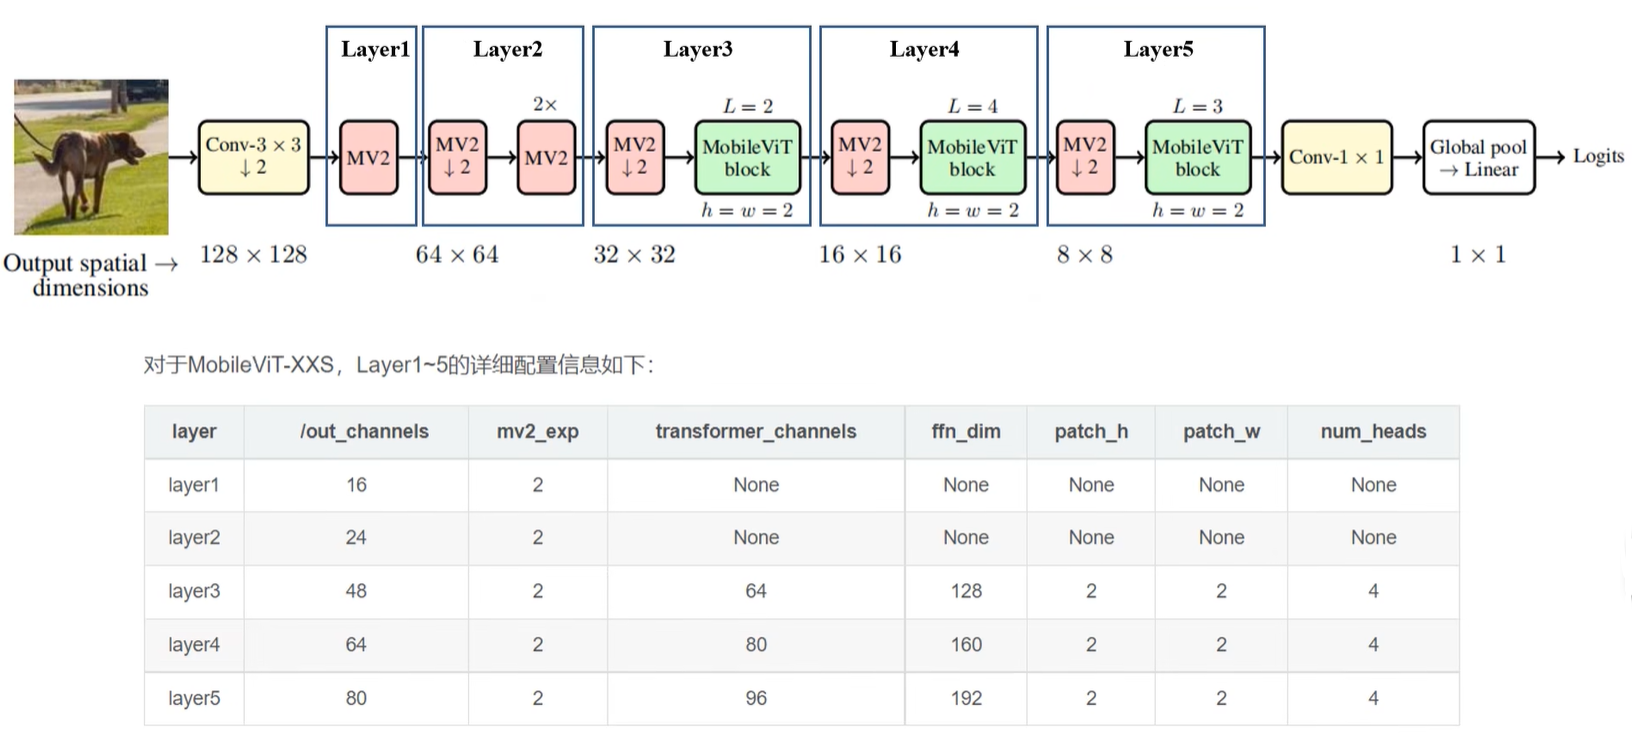 Layer1 Layer2 Layer3 Layer4 Layer5
2× L = 2 L = 4 L = 3
Conv-3 × 3 ↓ 2 → MV2 → MV2 ↓ 2 → MV2 → MV2 ↓ 2 → MobileViT block → MV2 ↓ 2 → MobileViT block → MV2 ↓ 2 → MobileViT block → Conv-1 × 1 → Global pool → Linear → Logits
h = w = 2 h = w = 2 h = w = 2
Output spatial → dimensions 128 × 128 64 × 64 32 × 32 16 × 16 8 × 8 1 × 1
对于MobileViT-XXS，Layer1~5的详细配置信息如下：
layer /out_channels mv2_exp transformer_channels ffn_dim patch_h patch_w num_heads
layer1 16 2 None None None None None
layer2 24 2 None None None None None
layer3 48 2 64 128 2 2 4
layer4 64 2 80 160 2 2 4
layer5 80 2 96 192 2 2 4